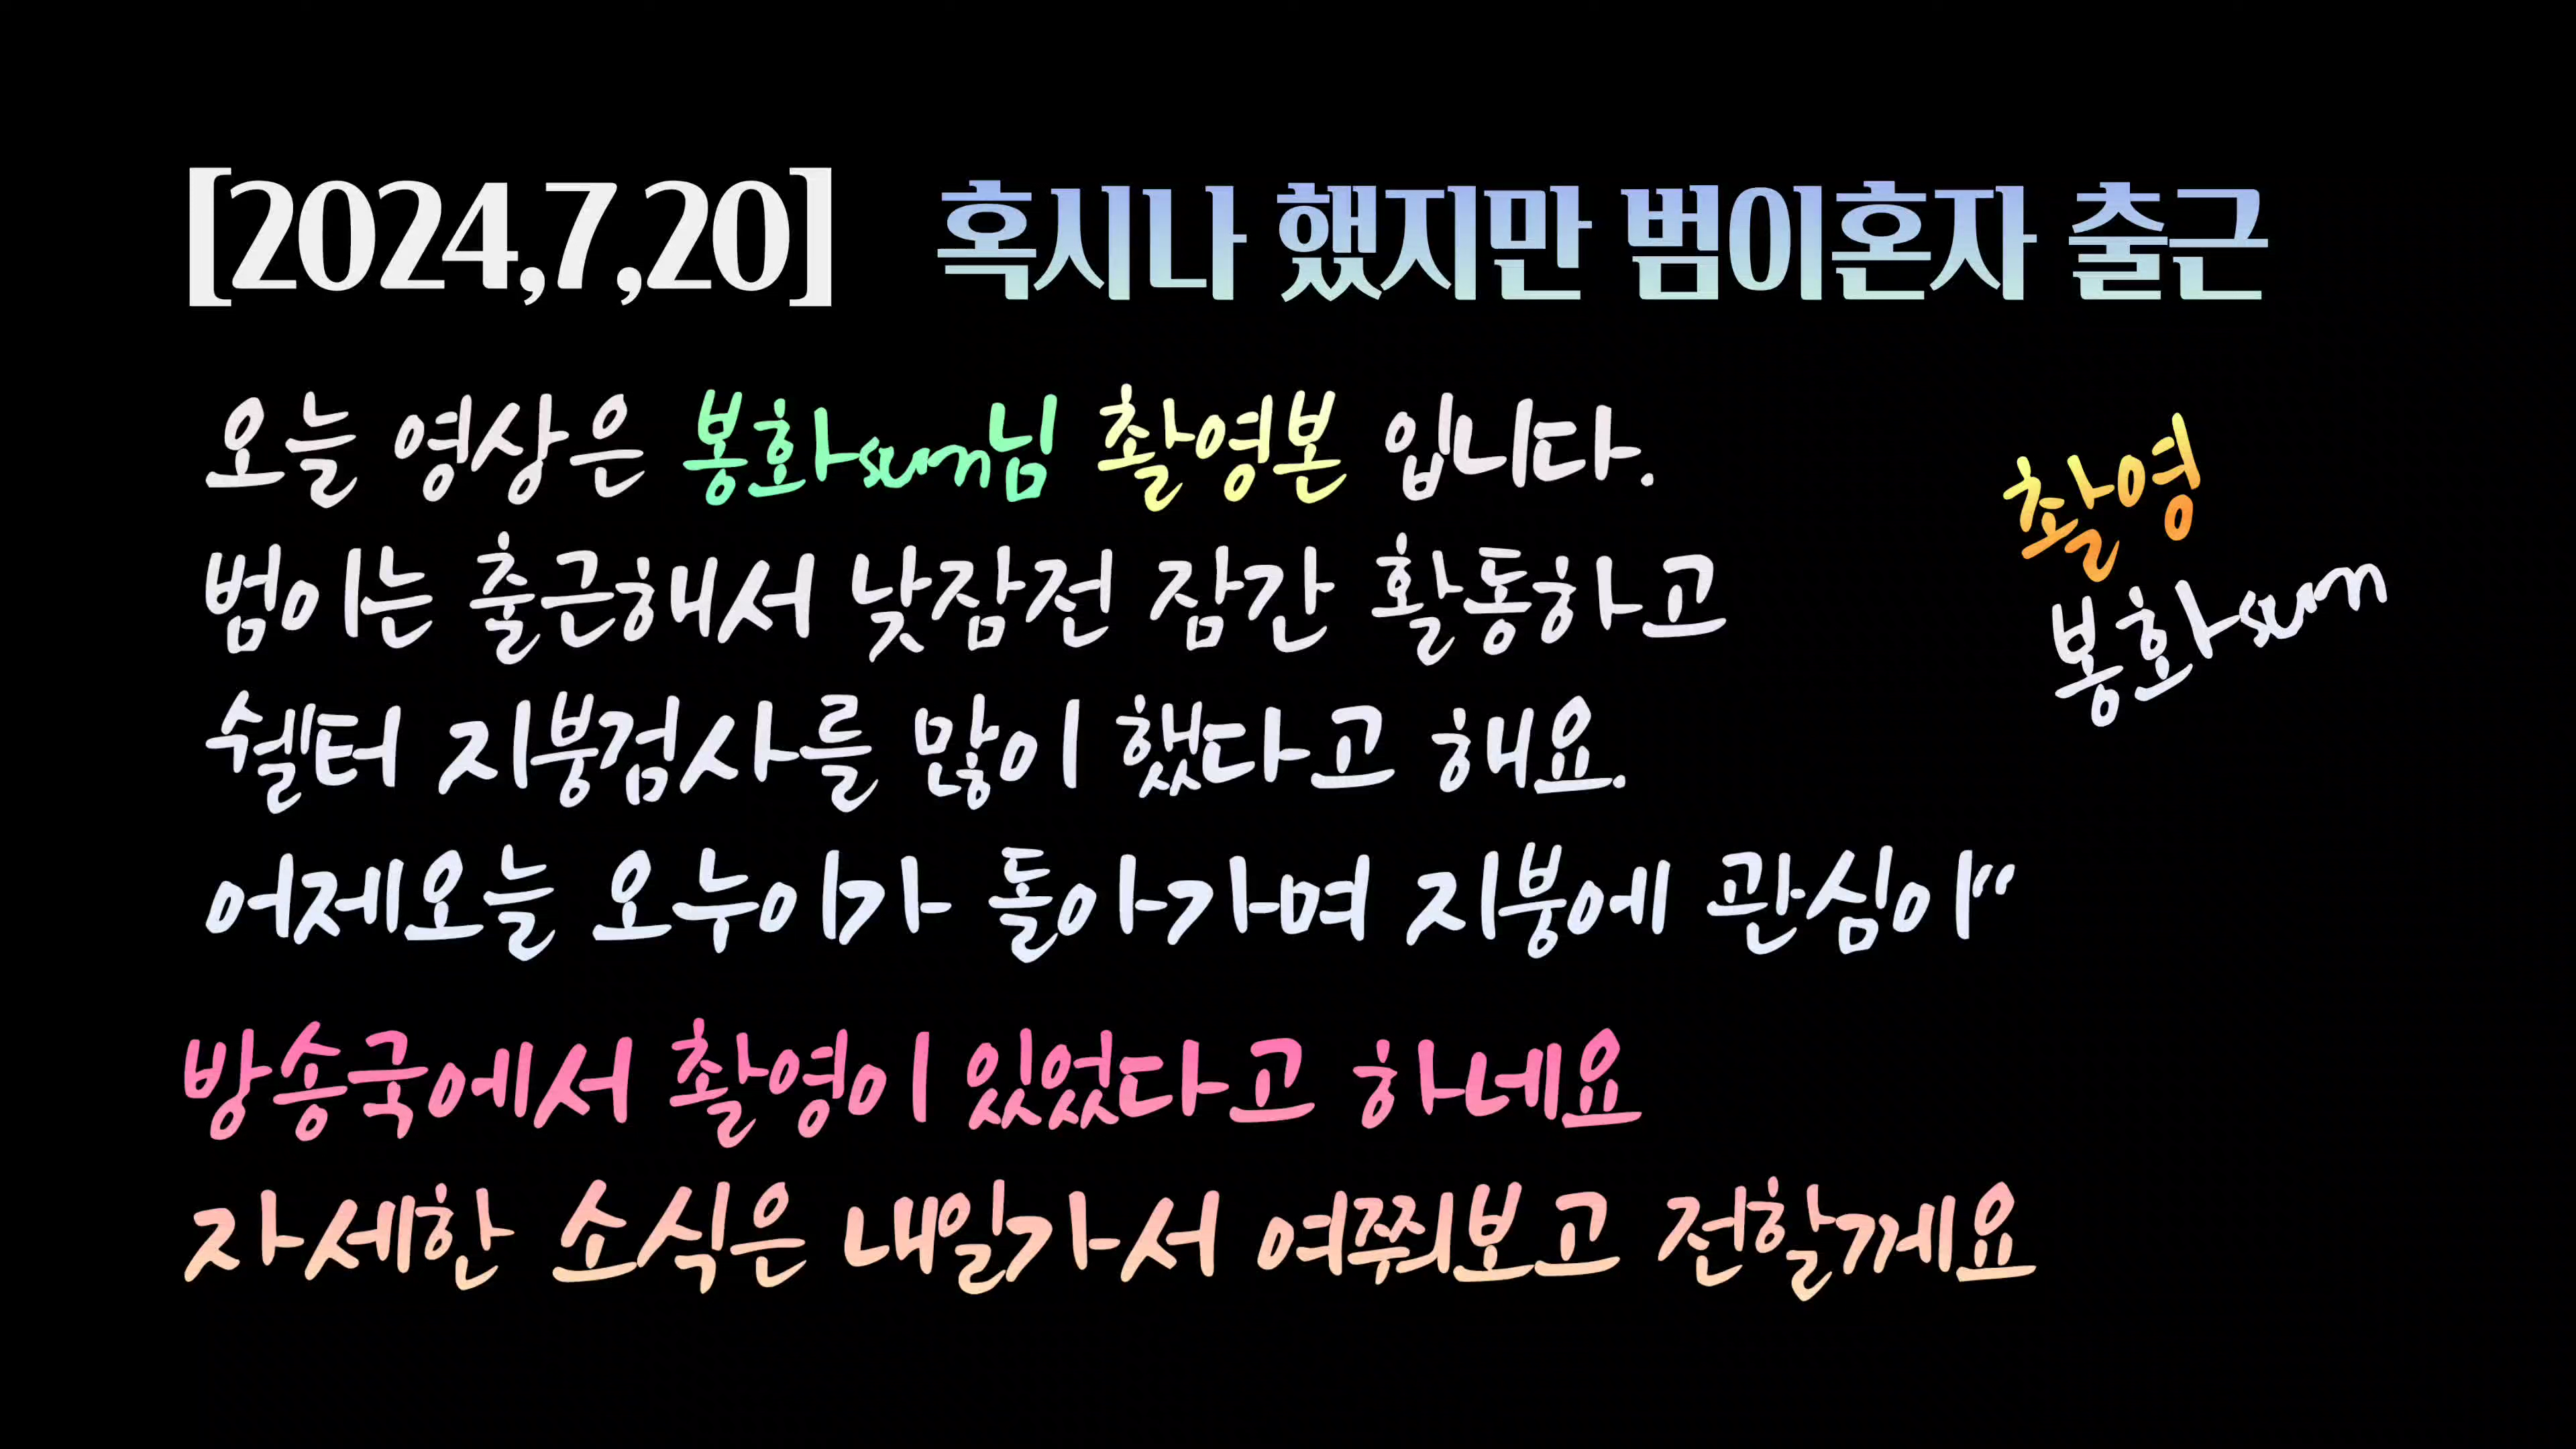 [2024,7,20] 혹시나 했지만 범이혼자 출근
오늘 영상은 봉화sum님 촬영본 입니다.
범이는 출근해서 낮잠전 잠간 활동하고
쉘터 지붕검사를 많이 했다고 해요.
어제오늘 오누이가 돌아가며 지붕에 관심이"
촬영
봉화sum
방송국에서 촬영이 있었다고 하네요
자세한 소식은 내일가서 여쭤보고 전할께요